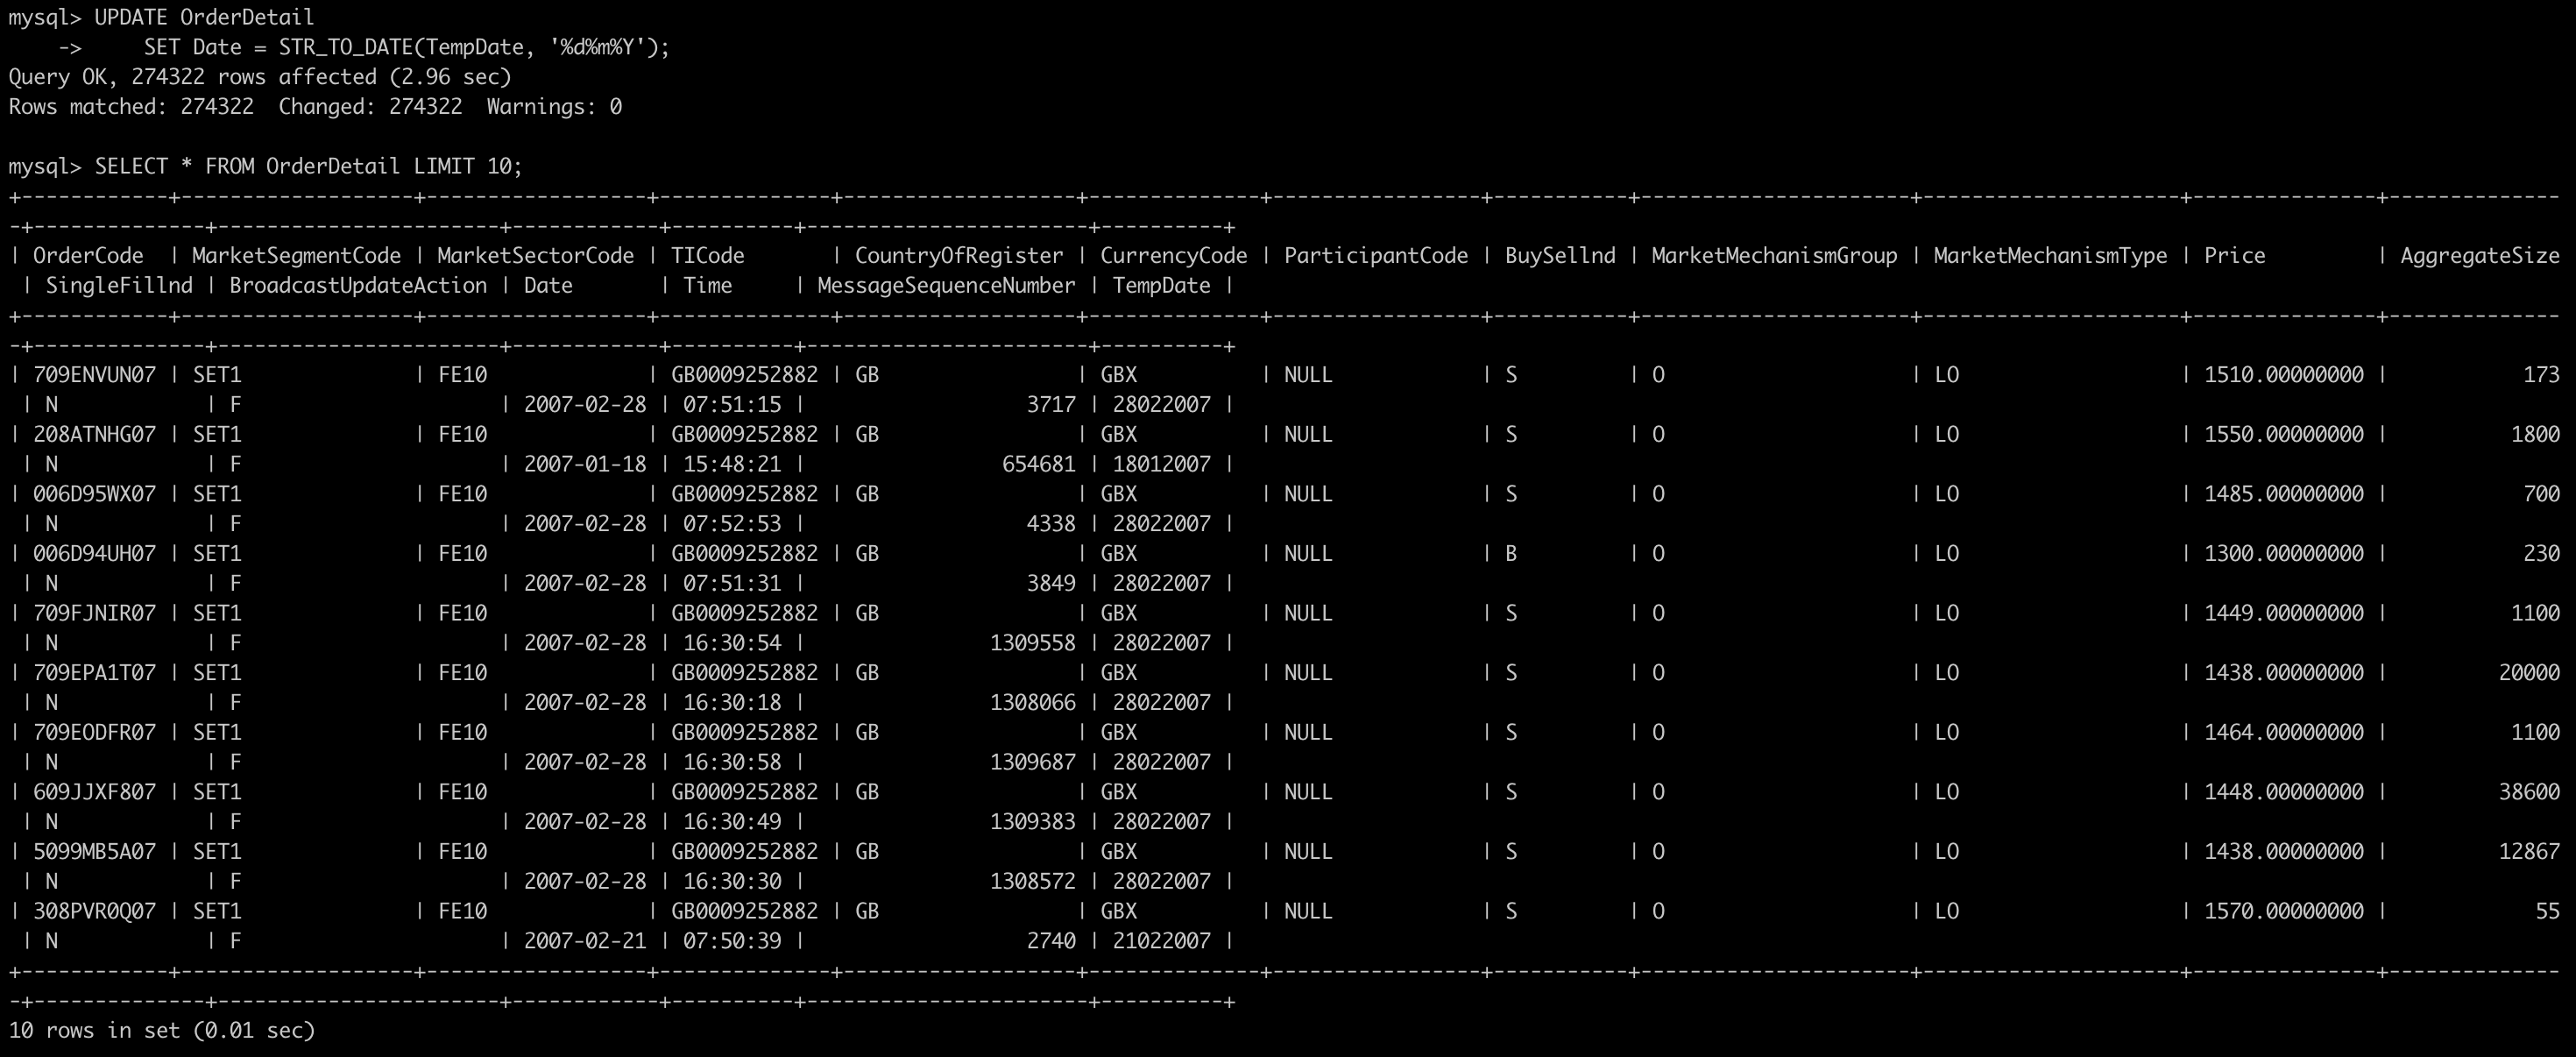 mysql> UPDATE OrderDetail
    ->     SET Date = STR_TO_DATE(TempDate, '%d%m%Y');
Query OK, 274322 rows affected (2.96 sec)
Rows matched: 274322  Changed: 274322  Warnings: 0

mysql> SELECT * FROM OrderDetail LIMIT 10;
+------------+-------------------+------------------+--------------+-------------------+--------------+-----------------+-----------+----------------------+---------------------+---------------+--------------
-+--------------+-----------------------+------------+----------+-----------------------+----------+
| OrderCode  | MarketSegmentCode | MarketSectorCode | TICode       | CountryOfRegister | CurrencyCode | ParticipantCode | BuySellnd | MarketMechanismGroup | MarketMechanismType | Price         | AggregateSize
 | SingleFillnd | BroadcastUpdateAction | Date       | Time     | MessageSequenceNumber | TempDate |
+------------+-------------------+------------------+--------------+-------------------+--------------+-----------------+-----------+----------------------+---------------------+---------------+--------------
-+--------------+-----------------------+------------+----------+-----------------------+----------+
| 709ENVUN07 | SET1              | FE10             | GB0009252882 | GB                | GBX          | NULL            | S         | O                    | LO                  | 1510.00000000 |           173
 | N            | F                     | 2007-02-28 | 07:51:15 |                  3717 | 28022007 |
| 208ATNHG07 | SET1              | FE10             | GB0009252882 | GB                | GBX          | NULL            | S         | O                    | LO                  | 1550.00000000 |          1800
 | N            | F                     | 2007-01-18 | 15:48:21 |                654681 | 18012007 |
| 006D95WX07 | SET1              | FE10             | GB0009252882 | GB                | GBX          | NULL            | S         | O                    | LO                  | 1485.00000000 |           700
 | N            | F                     | 2007-02-28 | 07:52:53 |                  4338 | 28022007 |
| 006D94UH07 | SET1              | FE10             | GB0009252882 | GB                | GBX          | NULL            | B         | O                    | LO                  | 1300.00000000 |           230
 | N            | F                     | 2007-02-28 | 07:51:31 |                  3849 | 28022007 |
| 709FJNIR07 | SET1              | FE10             | GB0009252882 | GB                | GBX          | NULL            | S         | O                    | LO                  | 1449.00000000 |          1100
 | N            | F                     | 2007-02-28 | 16:30:54 |               1309558 | 28022007 |
| 709EPA1T07 | SET1              | FE10             | GB0009252882 | GB                | GBX          | NULL            | S         | O                    | LO                  | 1438.00000000 |         20000
 | N            | F                     | 2007-02-28 | 16:30:18 |               1308066 | 28022007 |
| 709EODFR07 | SET1              | FE10             | GB0009252882 | GB                | GBX          | NULL            | S         | O                    | LO                  | 1464.00000000 |          1100
 | N            | F                     | 2007-02-28 | 16:30:58 |               1309687 | 28022007 |
| 609JJXF807 | SET1              | FE10             | GB0009252882 | GB                | GBX          | NULL            | S         | O                    | LO                  | 1448.00000000 |         38600
 | N            | F                     | 2007-02-28 | 16:30:49 |               1309383 | 28022007 |
| 5099MB5A07 | SET1              | FE10             | GB0009252882 | GB                | GBX          | NULL            | S         | O                    | LO                  | 1438.00000000 |         12867
 | N            | F                     | 2007-02-28 | 16:30:30 |               1308572 | 28022007 |
| 308PVR0Q07 | SET1              | FE10             | GB0009252882 | GB                | GBX          | NULL            | S         | O                    | LO                  | 1570.00000000 |            55
 | N            | F                     | 2007-02-21 | 07:50:39 |                  2740 | 21022007 |
+------------+-------------------+------------------+--------------+-------------------+--------------+-----------------+-----------+----------------------+---------------------+---------------+--------------
-+--------------+-----------------------+------------+----------+-----------------------+----------+
10 rows in set (0.01 sec)